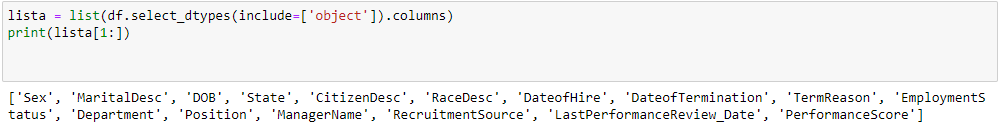 lista = list(df.select_dtypes(include=['object']).columns)
print(lista[1:])
['Sex', 'MaritalDesc', 'DOB', 'State', 'CitizenDesc', 'RaceDesc', 'DateofHire', 'DateofTermination', 'TermReason', 'EmploymentS
tatus', 'Department', 'Position', 'ManagerName', 'RecruitmentSource', 'LastPerformanceReview_Date', 'PerformanceScore']